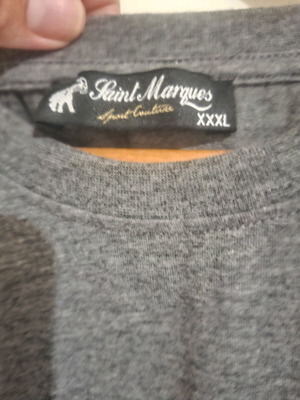 Saint Marques
Sport Couture
XXXL